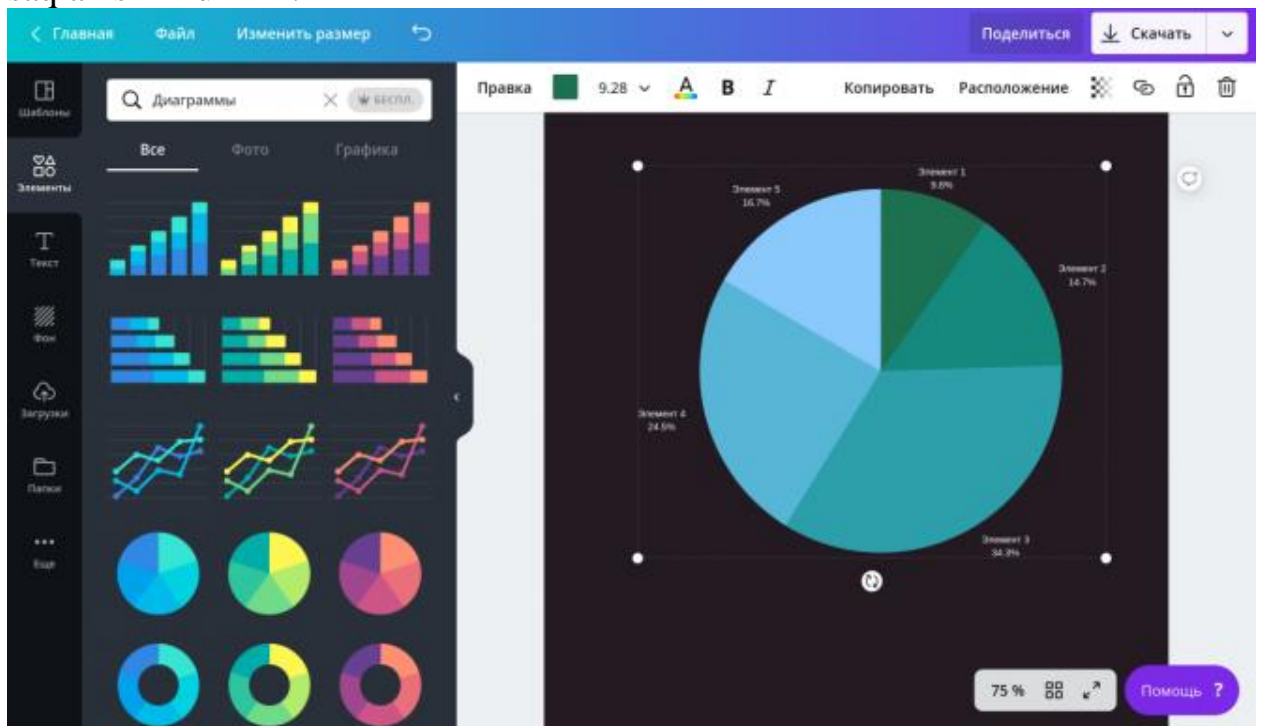 Главная Файл Изменить размер Поделиться Скачать
Шаблоны
Элементы
Текст
Фон
Загрузки
Папки
Еще
Диаграммы БЕСПЛ.
Все Фото Графика
Правка 9.28 A B I Копировать Расположение
Элемент 1
9.8%
Элемент 5
16.7%
Элемент 2
14.7%
Элемент 4
24.5%
Элемент 3
34.3%
75 % Помощь ?